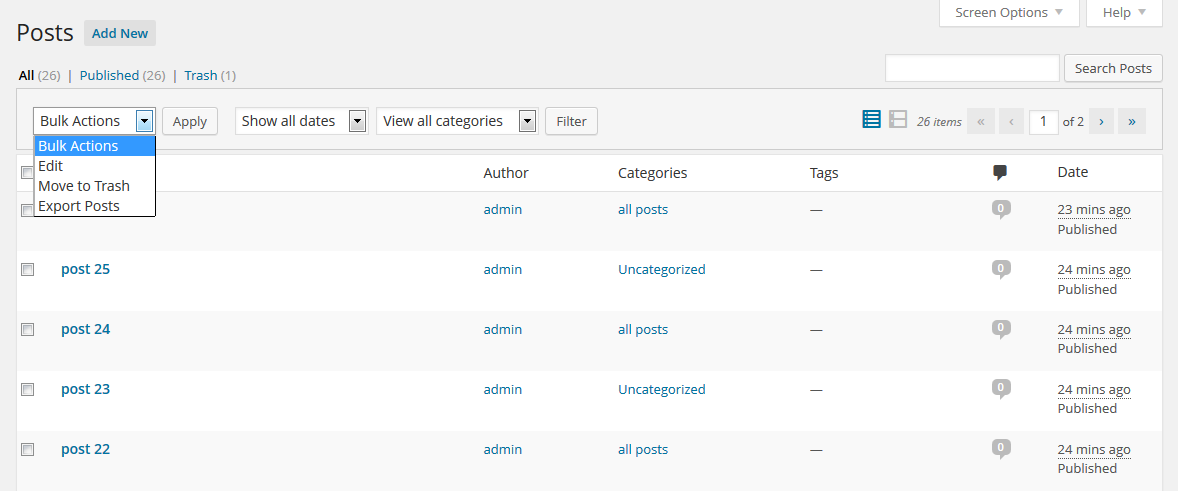 Screen Options Help
Posts Add New
All (26) | Published (26) | Trash (1)
Search Posts
Bulk Actions Apply Show all dates View all categories Filter 26 items « ‹ 1 of 2 › »
Bulk Actions
Edit
Move to Trash
Export Posts
Author Categories Tags Date
admin all posts — 0 23 mins ago
Published
post 25 admin Uncategorized — 0 24 mins ago
Published
post 24 admin all posts — 0 24 mins ago
Published
post 23 admin Uncategorized — 0 24 mins ago
Published
post 22 admin all posts — 0 24 mins ago
Published